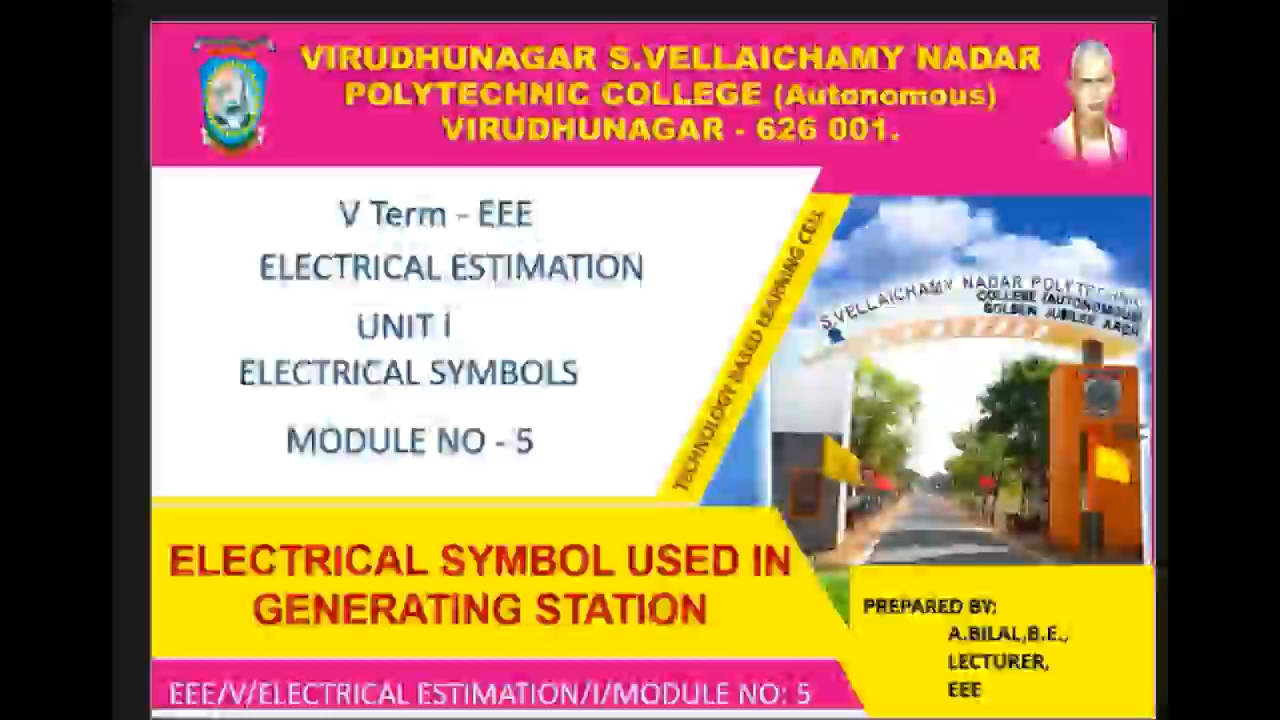 VIRUDHUNAGAR S.VELLAICHAMY NADAR
POLYTECHNIC COLLEGE (Autonomous)
VIRUDHUNAGAR - 626 001.
V Term - EEE
ELECTRICAL ESTIMATION
UNIT I
ELECTRICAL SYMBOLS
MODULE NO - 5
TECHNOLOGY BASED LEARNING CELL
S.VELLAICHAMY NADAR POLYTECHNIC
COLLEGE (AUTONOMOUS)
GOLDEN JUBILEE ARCH
ELECTRICAL SYMBOL USED IN
GENERATING STATION
PREPARED BY:
A.BILAL,B.E.,
LECTURER,
EEE
EEE/V/ELECTRICAL ESTIMATION/I/MODULE NO: 5